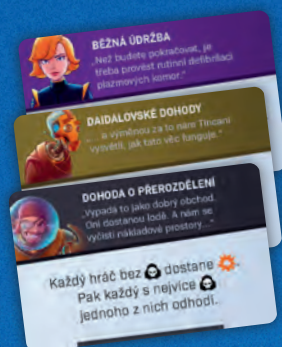 BĚŽNÁ ÚDRŽBA
„Než budete pokračovat, je
třeba provést rutinní defibrilaci
plazmových komor."
DAIDALOVSKÉ DOHODY
„... a výměnou za to nám Tincani
vysvětlí, jak tato věc funguje."
DOHODA O PŘEROZDĚLENÍ
„Vypadá to jako dobrý obchod.
Oni dostanou lodě. A nám se
vyčistí nákladové prostory..."
Každý hráč bez dostane .
Pak každý s nejvíce
jednoho z nich odhodí.